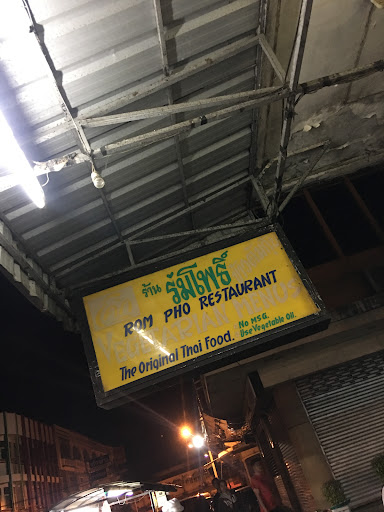 ร้าน ร่มโพธิ์
ROM PHO RESTAURANT
The Original Thai Food.
No MSG.
Use Vegetable Oil.